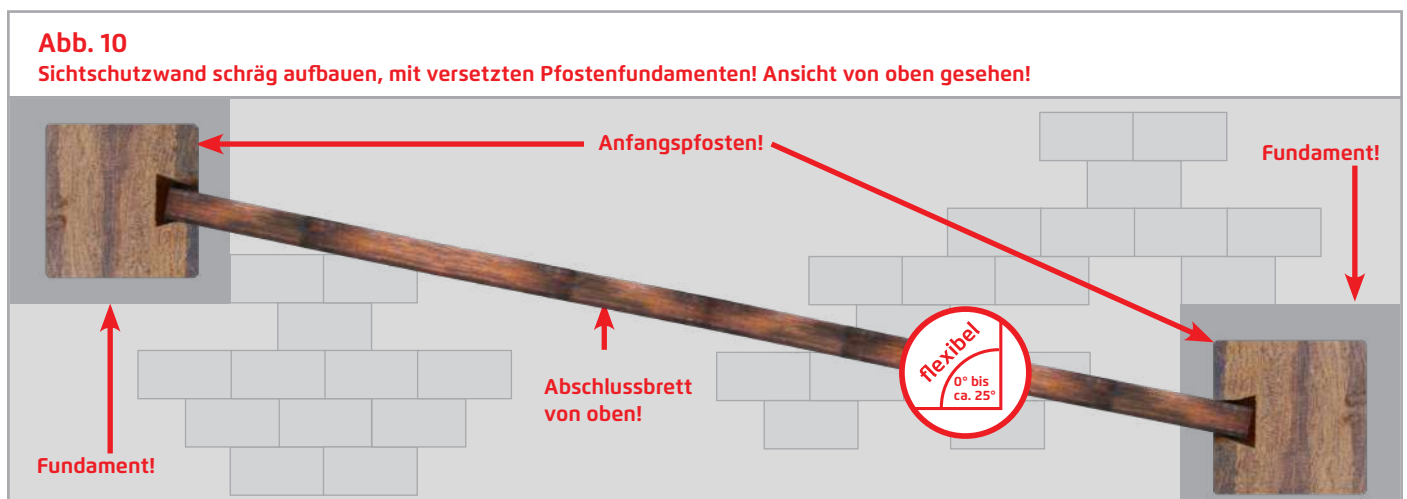 Abb. 10
Sichtschutzwand schräg aufbauen, mit versetzten Pfostenfundamenten! Ansicht von oben gesehen!
Anfangspfosten!
Fundament!
flexibel
0° bis
ca. 25°
Abschlussbrett
von oben!
Fundament!